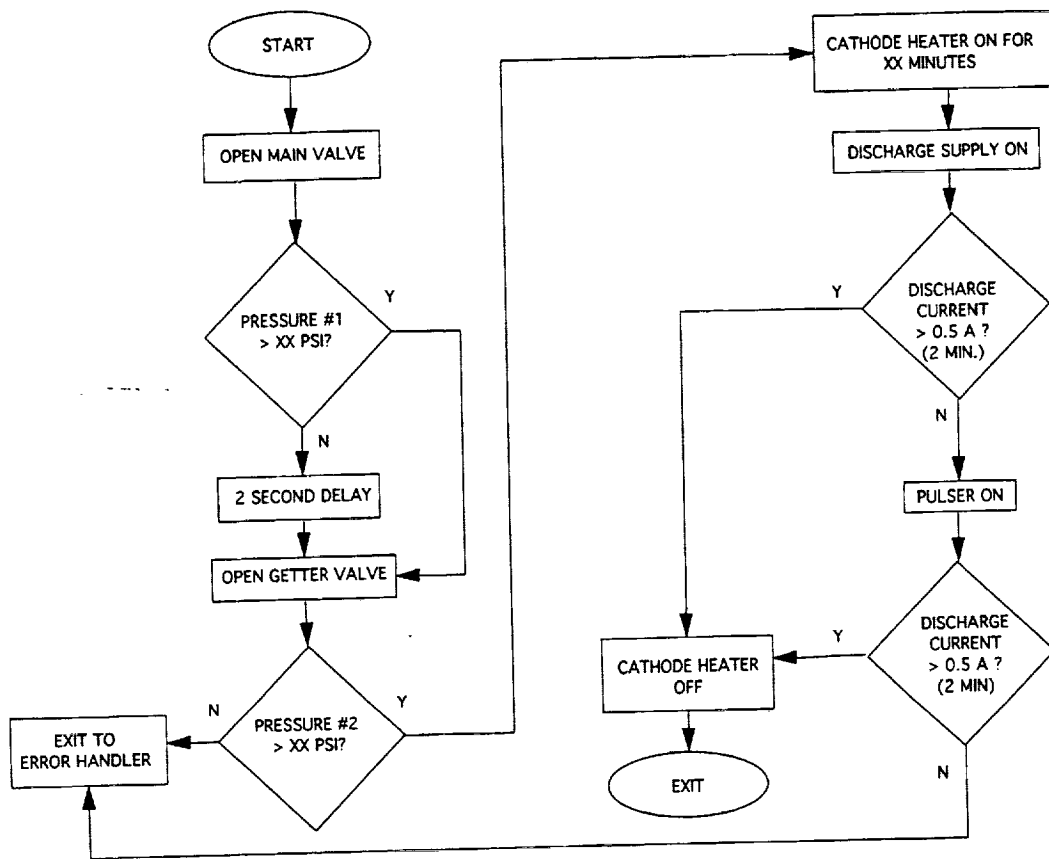 START
OPEN MAIN VALVE
PRESSURE #1
> XX PSI?
Y
N
2 SECOND DELAY
OPEN GETTER VALVE
PRESSURE #2
> XX PSI?
N
Y
EXIT TO
ERROR HANDLER
CATHODE HEATER ON FOR
XX MINUTES
DISCHARGE SUPPLY ON
DISCHARGE
CURRENT
> 0.5 A ?
(2 MIN.)
Y
N
PULSER ON
DISCHARGE
CURRENT
> 0.5 A ?
(2 MIN)
Y
N
CATHODE HEATER
OFF
EXIT